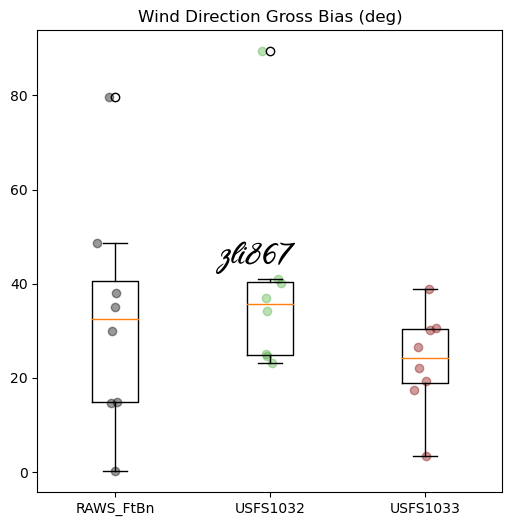 Wind Direction Gross Bias (deg)
80
60
zli867
40
20
0
RAWS_FtBn USFS1032 USFS1033